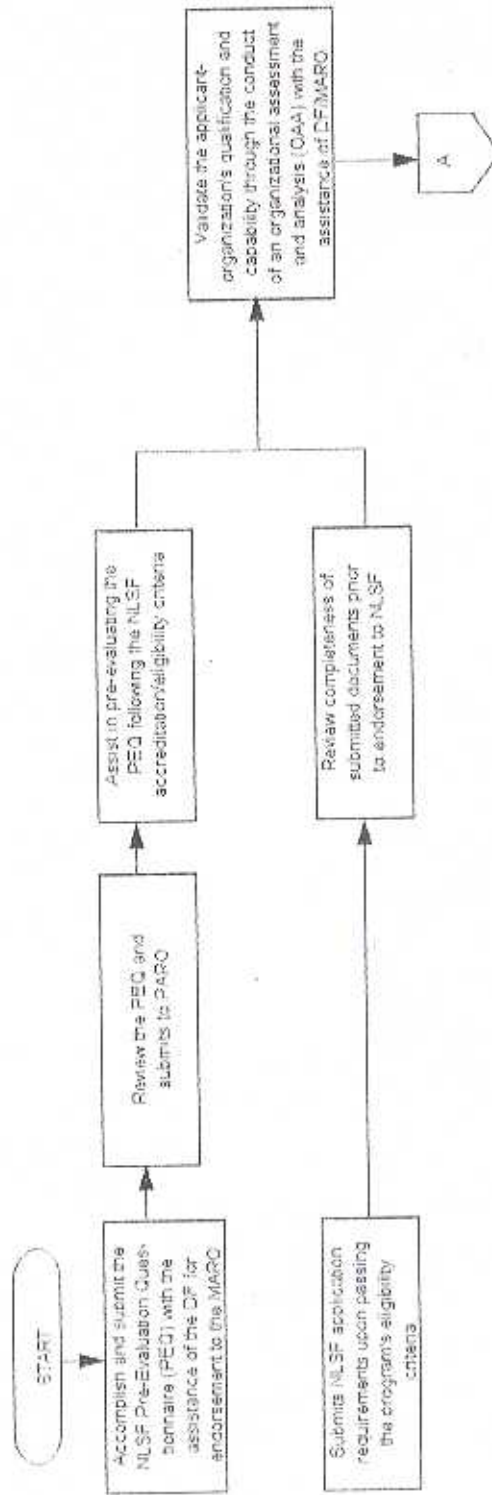 START
Accomplish and submit the
NLSF Pre-Evaluation Ques-
tionnaire (PEQ) with the
assistance of the DF for
endorsement to the MARO
Review the PEQ and
submits to PARO
Assist in pre-evaluating the
PEQ following the NLSF
accreditation/eligibility criteria
Submits NLSF application
requirements upon passing
the program's eligibility
criteria
Review completeness of
submitted documents prior
to endorsement to NLSF
Validate the applicant-
organization's qualification and
capability through the conduct
of an organizational assessment
and analysis (OAA) with the
assistance of DF/MARO
A